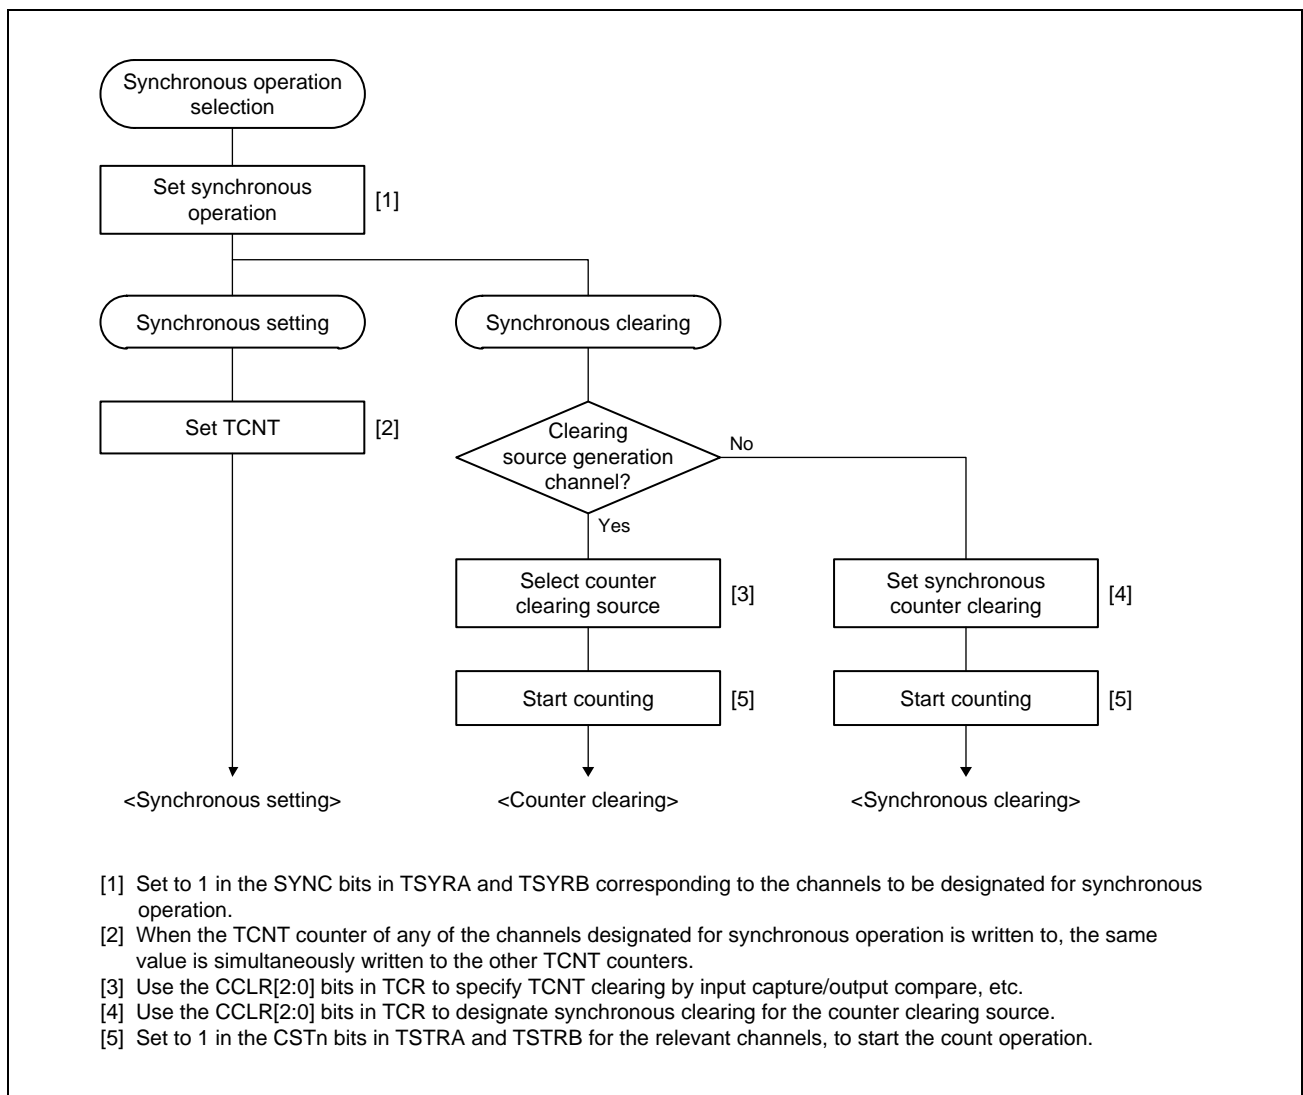 Synchronous operation
selection
Set synchronous
operation
[1]
Synchronous setting
Synchronous clearing
Set TCNT
[2]
Clearing
source generation
channel?
No
Yes
Select counter
clearing source
[3]
Set synchronous
counter clearing
[4]
Start counting
[5]
Start counting
[5]
<Synchronous setting>
<Counter clearing>
<Synchronous clearing>
[1] Set to 1 in the SYNC bits in TSYRA and TSYRB corresponding to the channels to be designated for synchronous
operation.
[2] When the TCNT counter of any of the channels designated for synchronous operation is written to, the same
value is simultaneously written to the other TCNT counters.
[3] Use the CCLR[2:0] bits in TCR to specify TCNT clearing by input capture/output compare, etc.
[4] Use the CCLR[2:0] bits in TCR to designate synchronous clearing for the counter clearing source.
[5] Set to 1 in the CSTn bits in TSTRA and TSTRB for the relevant channels, to start the count operation.